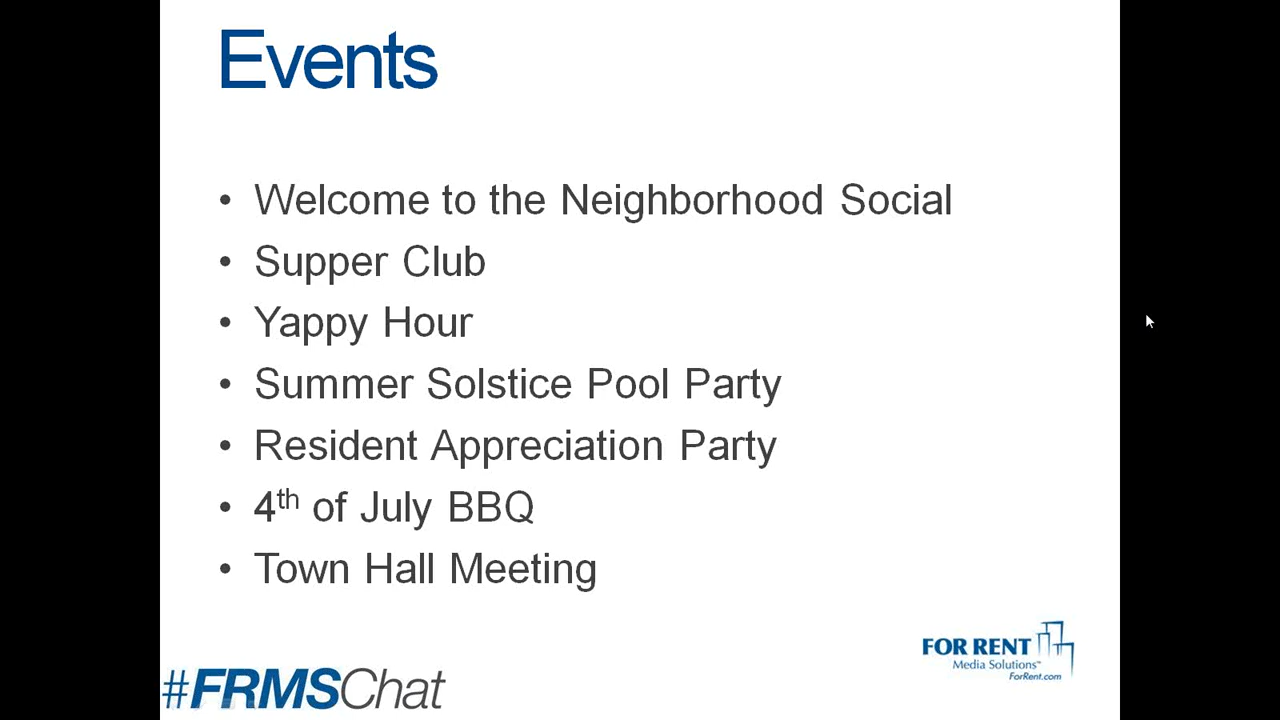 Events
• Welcome to the Neighborhood Social
• Supper Club
• Yappy Hour
• Summer Solstice Pool Party
• Resident Appreciation Party
• 4th of July BBQ
• Town Hall Meeting
FOR RENT
Media Solutions™
ForRent.com
#FRMSChat